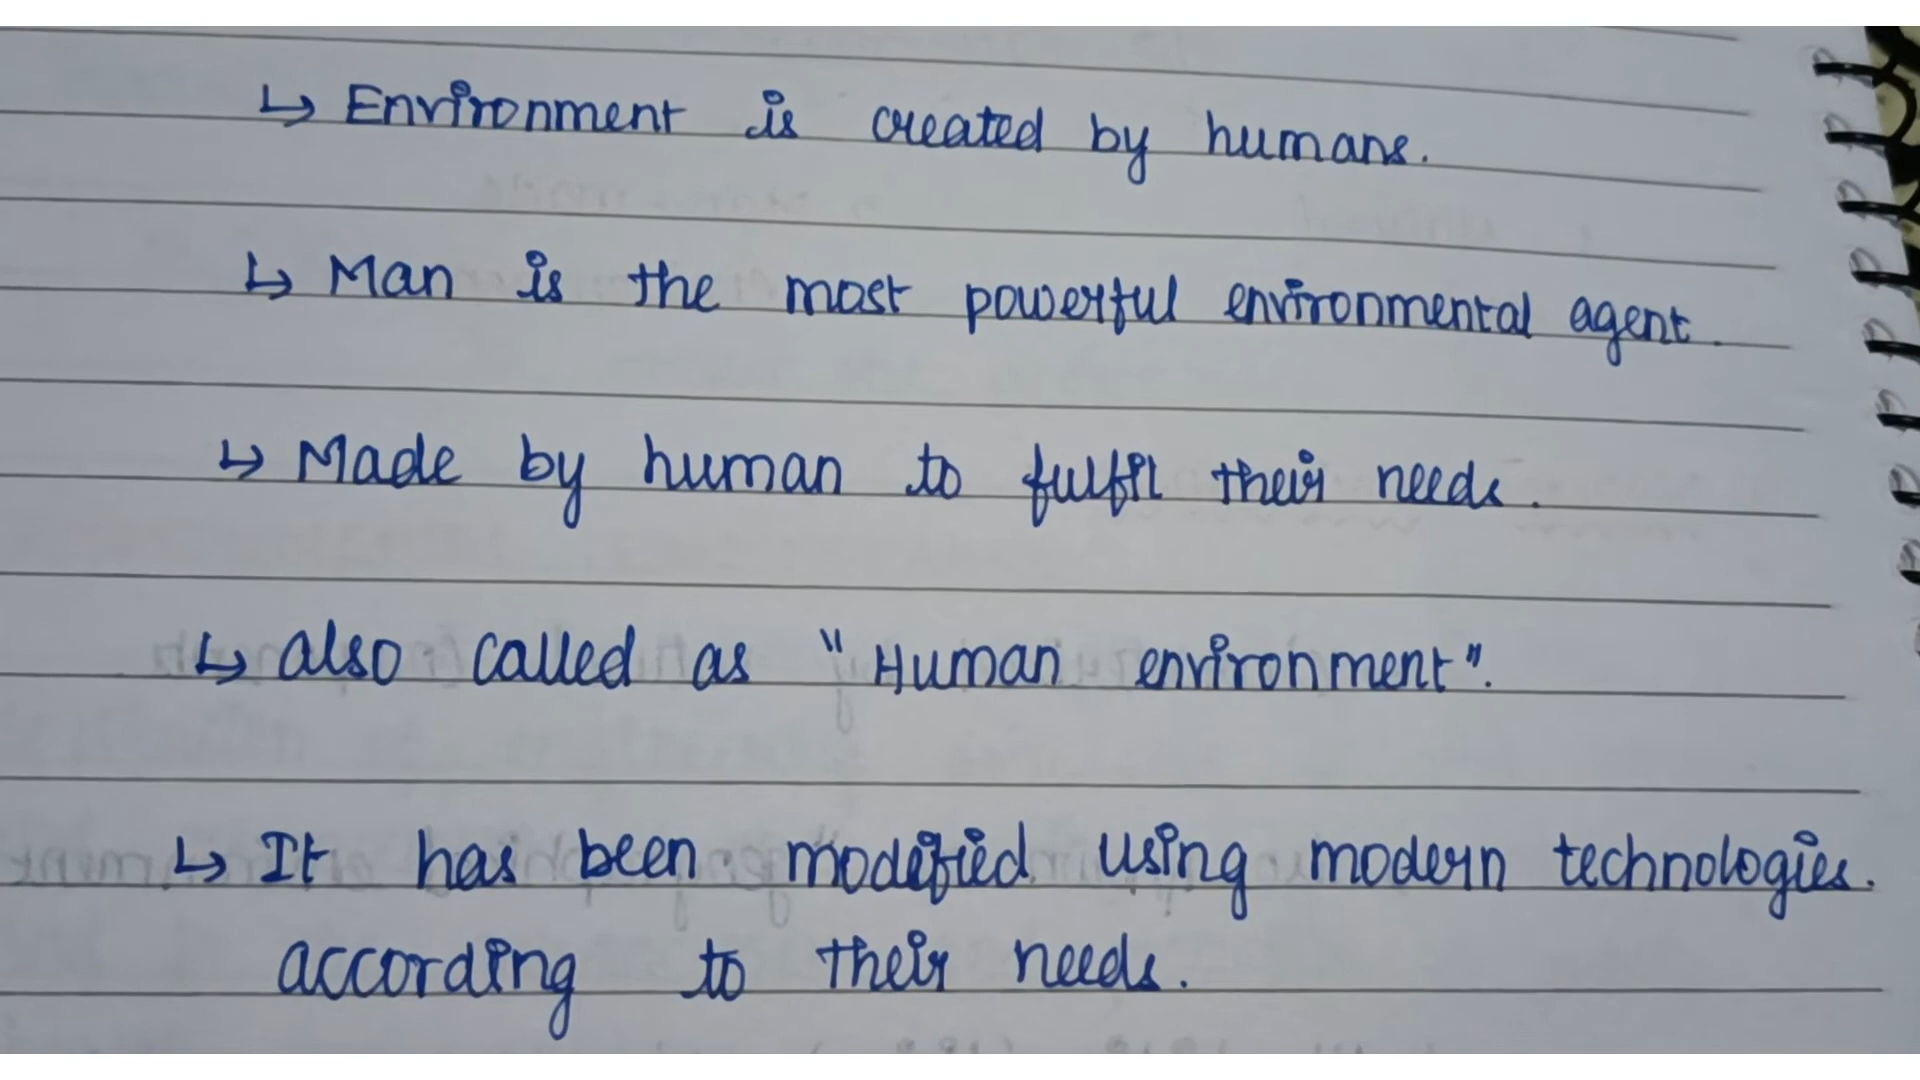 ↳ Environment is created by humans.
↳ Man is the most powerful environmental agent.
↳ Made by human to fulfil their needs.
↳ also called as "Human environment".
↳ It has been modefied using modern technologies.
according to their needs.